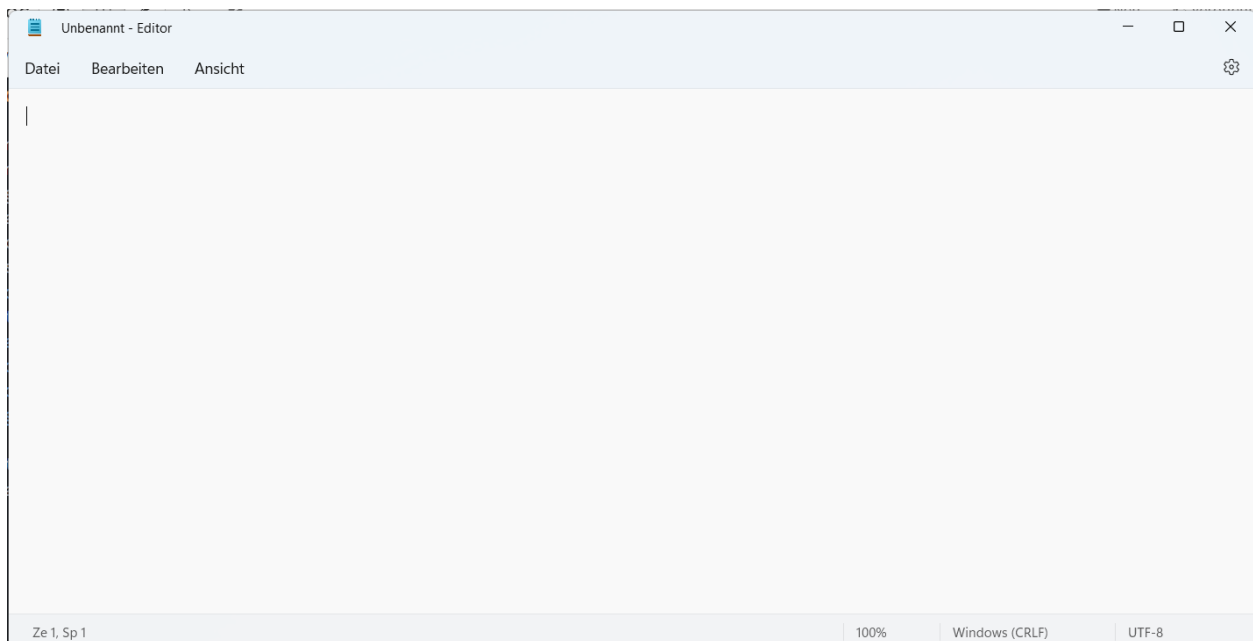 Unbenannt - Editor
Datei Bearbeiten Ansicht
Ze 1, Sp 1 100% Windows (CRLF) UTF-8